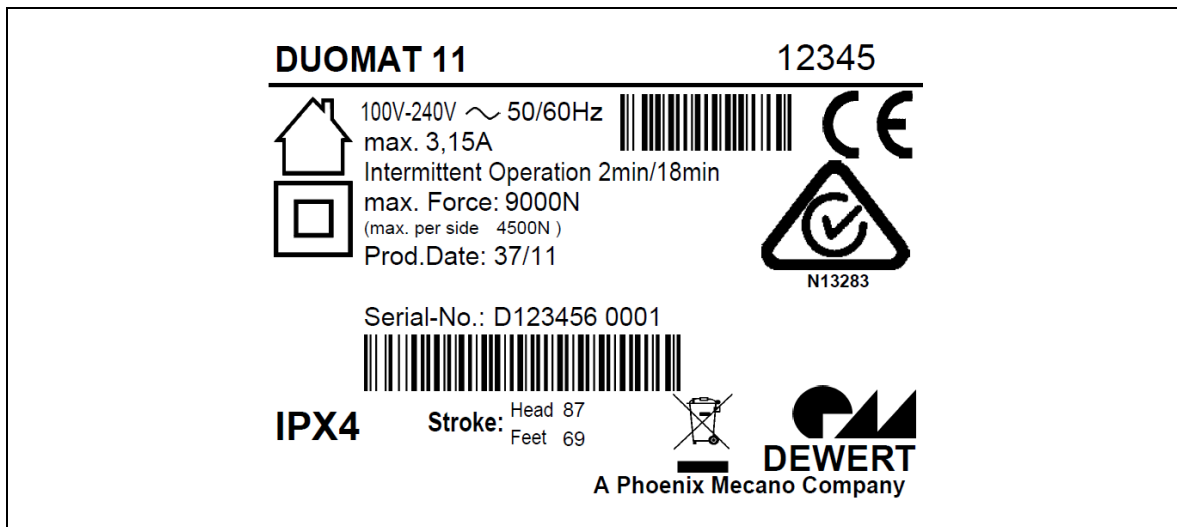 DUOMAT 11 12345
100V-240V ~ 50/60Hz
max. 3,15A
Intermittent Operation 2min/18min
max. Force: 9000N
(max. per side 4500N )
Prod.Date: 37/11
CE
N13283
Serial-No.: D123456 0001
IPX4
Stroke: Head 87
Feet 69
DEWERT
A Phoenix Mecano Company